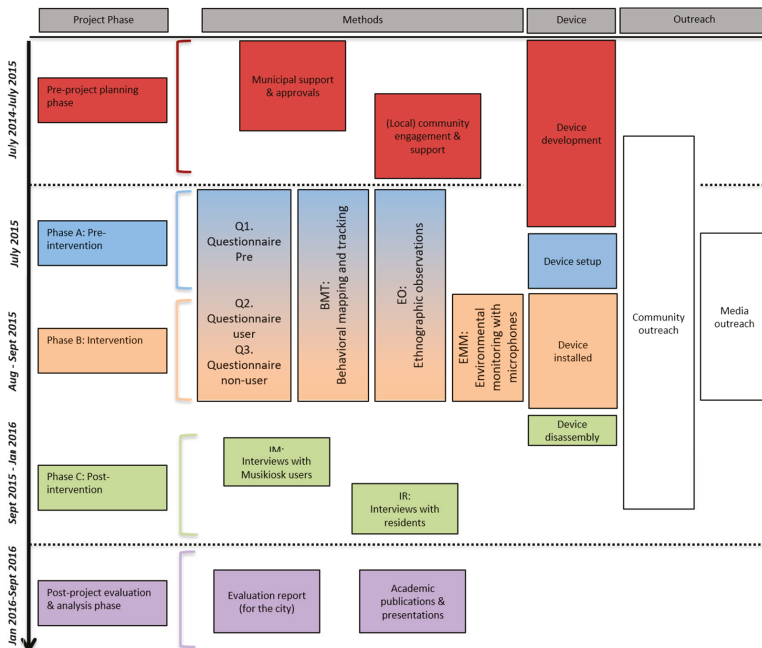 Project Phase
Methods
Device
Outreach
July 2014-July 2015
Pre-project planning
phase
Municipal support
& approvals
(Local) community
engagement &
support
Device
development
July 2015
Phase A: Pre-
intervention
Q1.
Questionnaire
Pre
Q2.
Questionnaire
user
Q3.
Questionnaire
non-user
BMT:
Behavioral mapping and tracking
EO:
Ethnographic observations
EMM:
Environmental
monitoring with
microphones
Device setup
Community
outreach
Media
outreach
Aug - Sept 2015
Phase B: Intervention
Device
installed
Device
disassembly
Sept 2015 - Jan 2016
Phase C: Post-
intervention
IM:
Interviews with
Musikiosk users
IR:
Interviews with
residents
Jan 2016-Sept 2016
Post-project evaluation
& analysis phase
Evaluation report
(for the city)
Academic
publications &
presentations